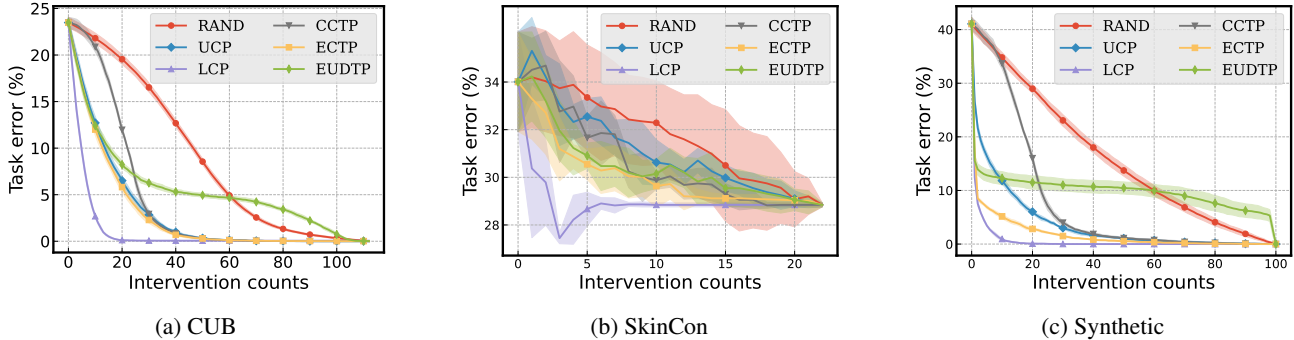 Task error (%)
25
20
15
10
5
0
RAND
UCP
LCP
CCTP
ECTP
EUDTP
0 20 40 60 80 100
Intervention counts
(a) CUB
Task error (%)
34
32
30
28
RAND
UCP
LCP
CCTP
ECTP
EUDTP
0 5 10 15 20
Intervention counts
(b) SkinCon
Task error (%)
40
30
20
10
0
RAND
UCP
LCP
CCTP
ECTP
EUDTP
0 20 40 60 80 100
Intervention counts
(c) Synthetic